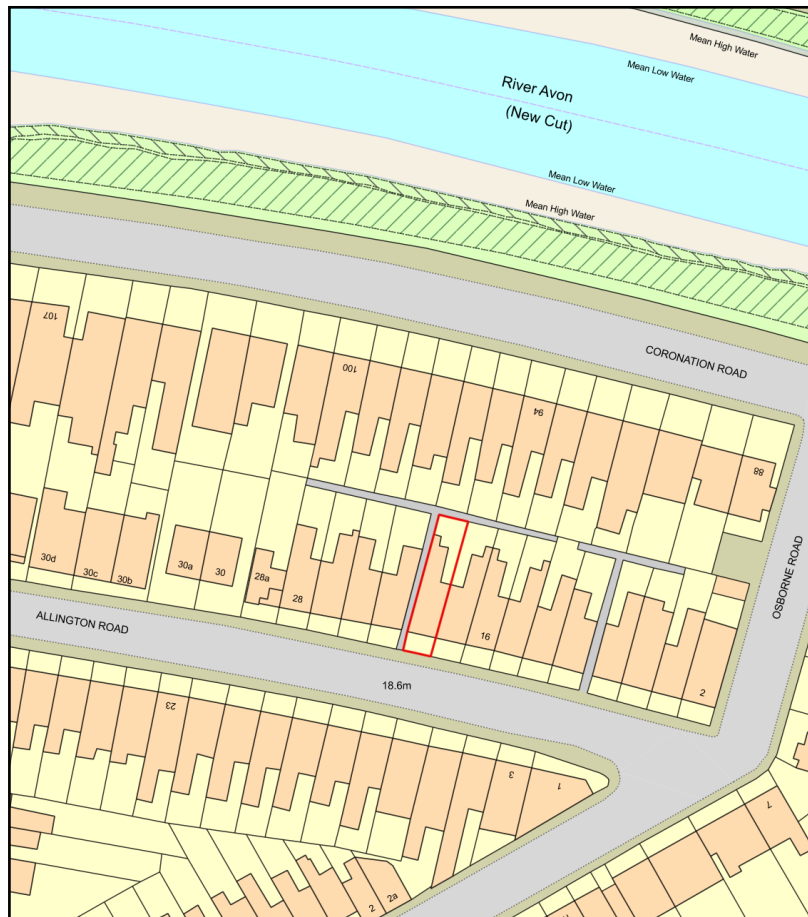 Mean High Water
Mean Low Water
River Avon
(New Cut)
Mean Low Water
Mean High Water
CORONATION ROAD
107
100
94
88
OSBORNE ROAD
30d
30c
30b
30a
30
28a
28
16
2
ALLINGTON ROAD
18.6m
23
3
1
7
2
2a